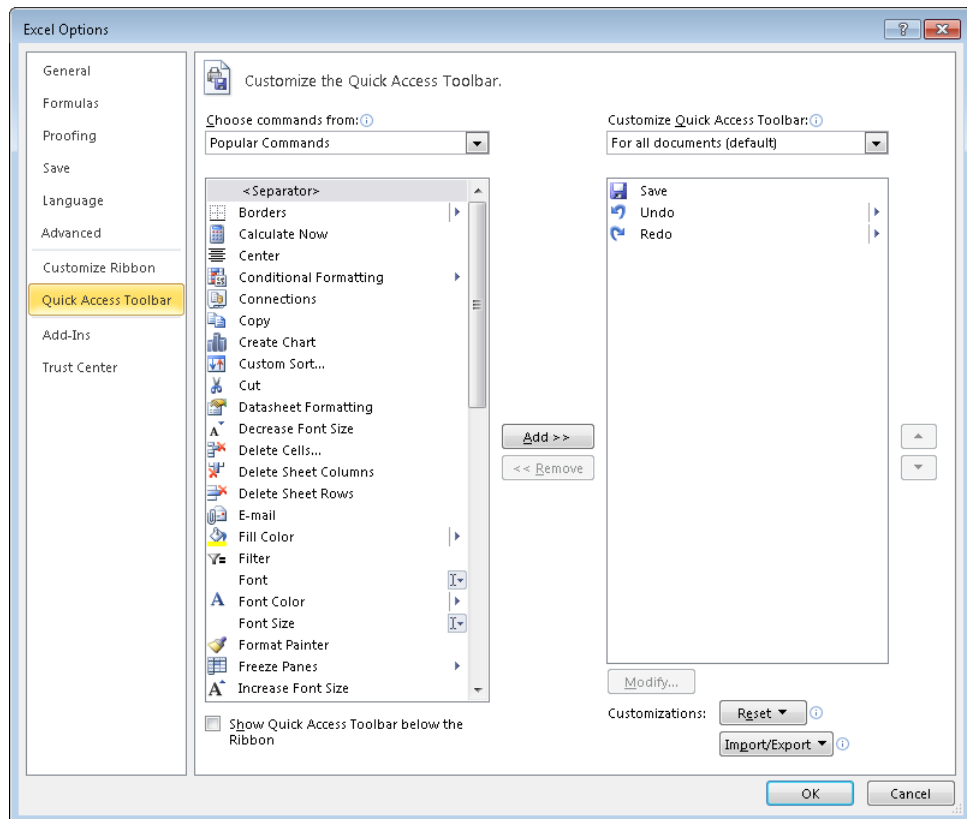 Excel Options
General
Formulas
Proofing
Save
Language
Advanced
Customize Ribbon
Quick Access Toolbar
Add-Ins
Trust Center
Customize the Quick Access Toolbar.
Choose commands from:
Popular Commands
<Separator>
Borders
Calculate Now
Center
Conditional Formatting
Connections
Copy
Create Chart
Custom Sort...
Cut
Datasheet Formatting
Decrease Font Size
Delete Cells...
Delete Sheet Columns
Delete Sheet Rows
E-mail
Fill Color
Filter
Font
Font Color
Font Size
Format Painter
Freeze Panes
Increase Font Size
Show Quick Access Toolbar below the
Ribbon
Add >>
<< Remove
Customize Quick Access Toolbar:
For all documents (default)
Save
Undo
Redo
Modify...
Customizations:
Reset
Import/Export
OK
Cancel